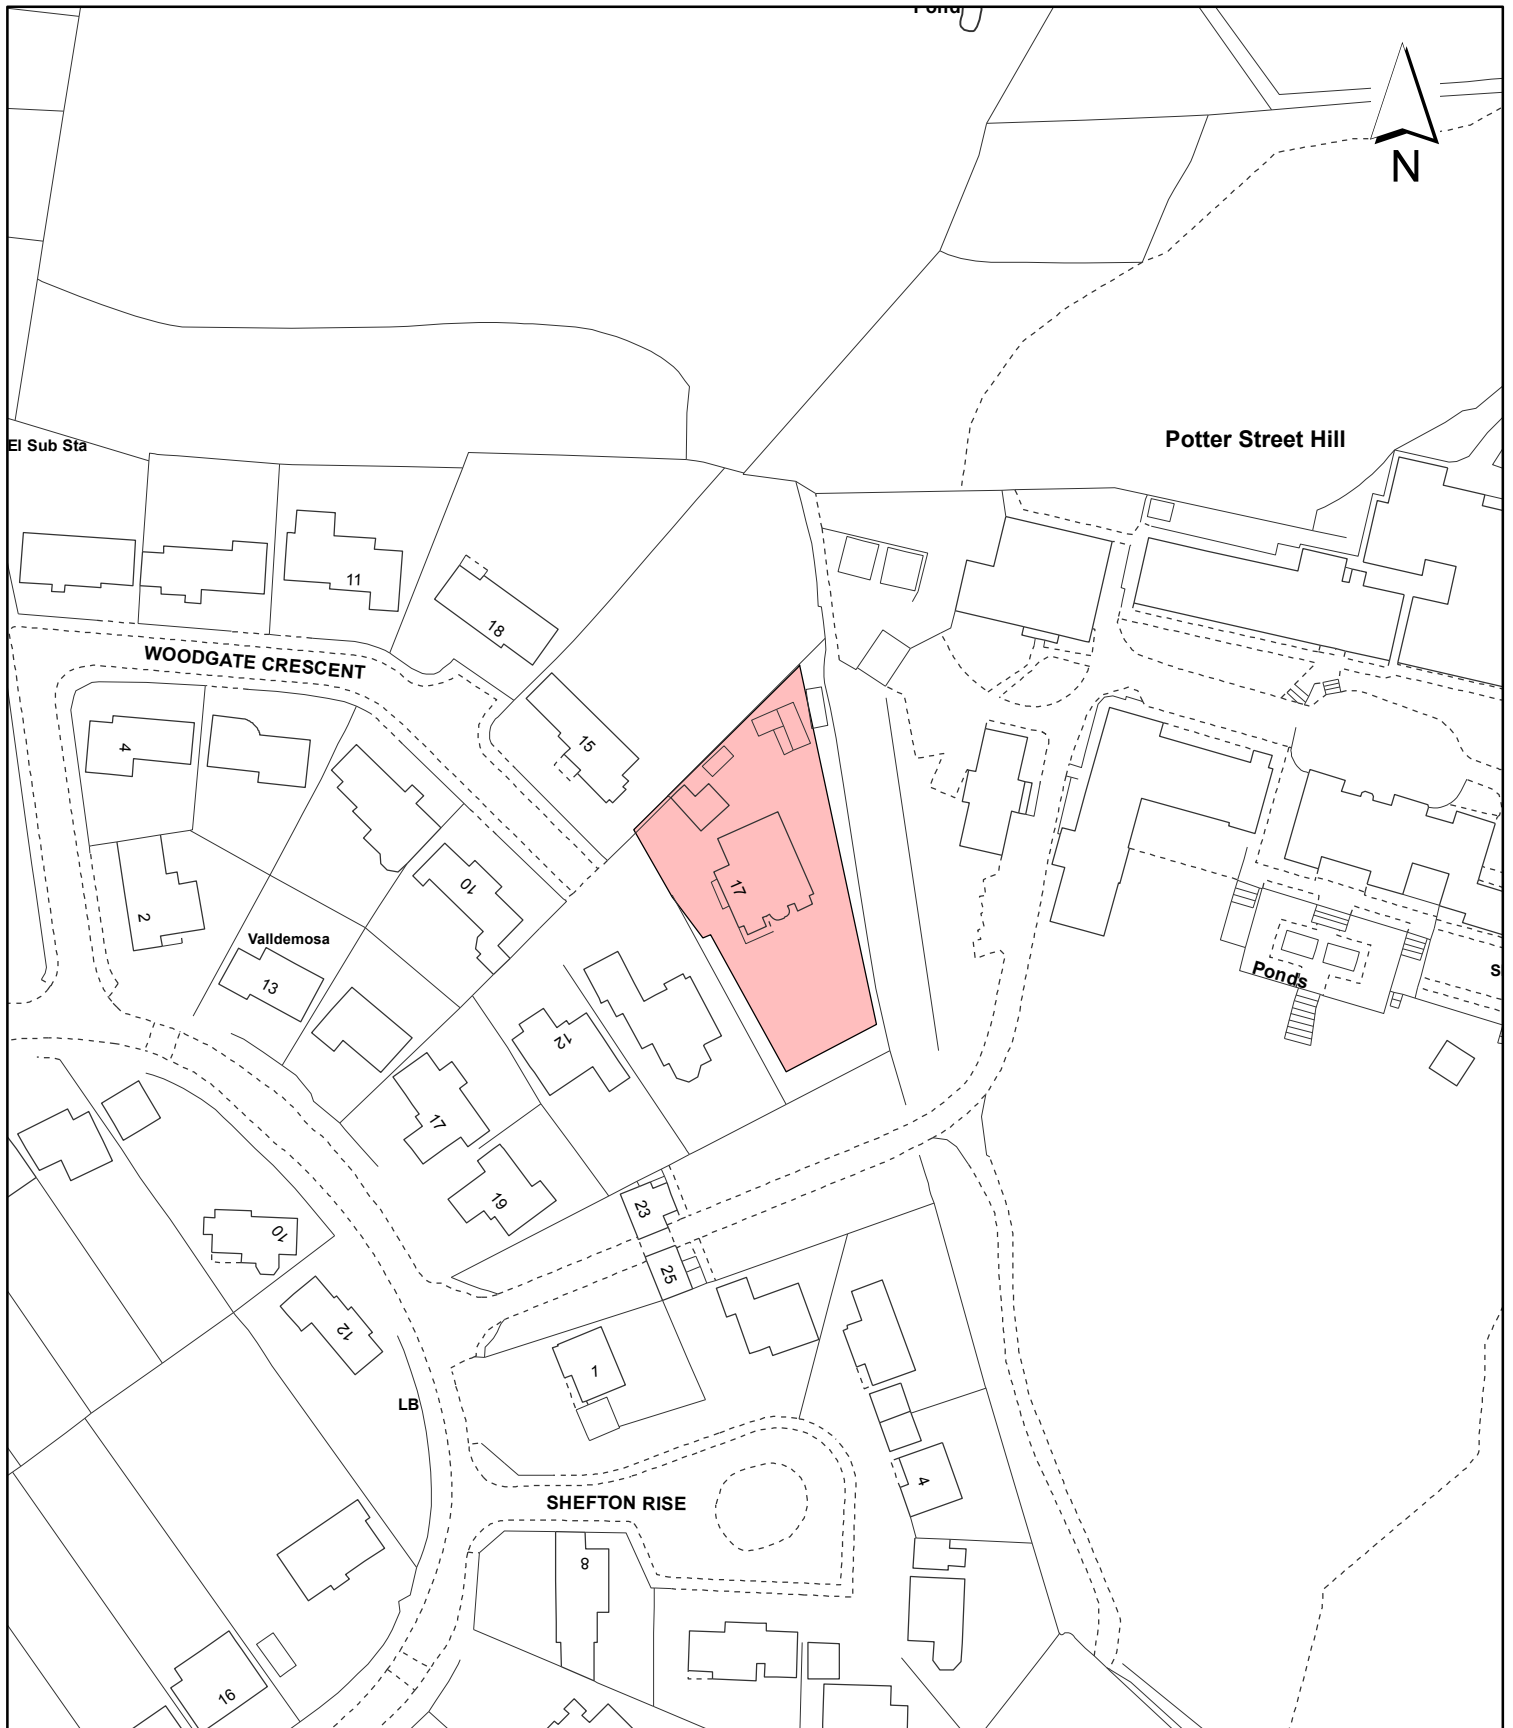 Pond
N
Potter Street Hill
El Sub Sta
11
18
WOODGATE CRESCENT
15
4
17
10
2
Valldemosa
13
Ponds
S
12
17
19
23
10
25
12
1
LB
4
SHEFTON RISE
8
16